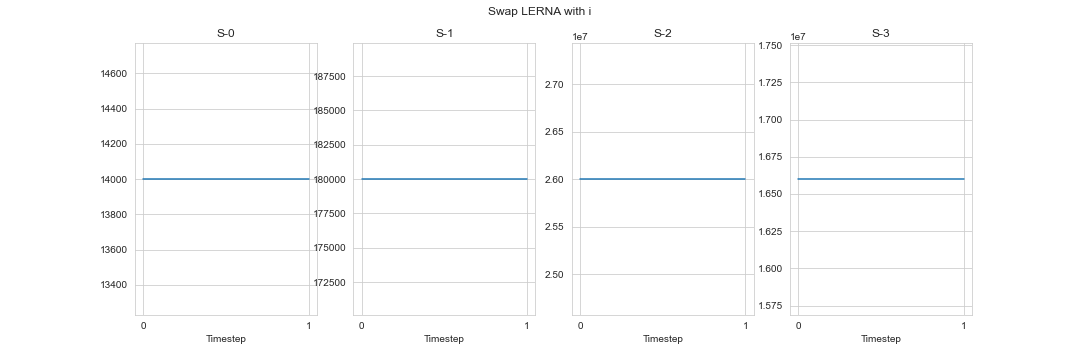 Swap LERNA with i
S-0
14600
14400
14200
14000
13800
13600
13400
0 1
Timestep
S-1
187500
185000
182500
180000
177500
175000
172500
0 1
Timestep
S-2
1e7
2.70
2.65
2.60
2.55
2.50
0 1
Timestep
S-3
1e7
1.750
1.725
1.700
1.675
1.650
1.625
1.600
1.575
0 1
Timestep